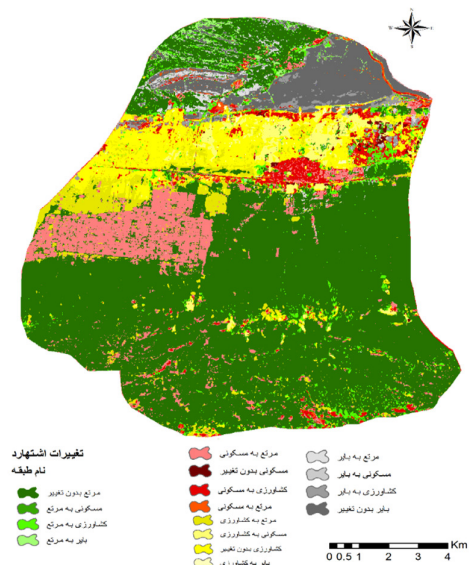 N
W
E
S
تغییرات اشتهارد
نام طبقه
مرتع بدون تغییر
مسکونی به مرتع
کشاورزی به مرتع
بایر به مرتع
مرتع به مسکونی
مسکونی بدون تغییر
کشاورزی به مسکونی
مرتع به مسکونی
مرتع به کشاورزی
مسکونی به کشاورزی
کشاورزی بدون تغییر
بایر به کشاورزی
مرتع به بایر
مسکونی به بایر
کشاورزی به بایر
بایر بدون تغییر
Km
0 0.5 1 2 3 4